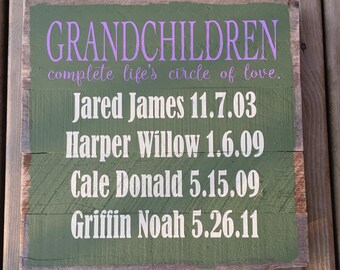 GRANDCHILDREN
complete life's circle of love.
Jared James 11.7.03
Harper Willow 1.6.09
Cale Donald 5.15.09
Griffin Noah 5.26.11